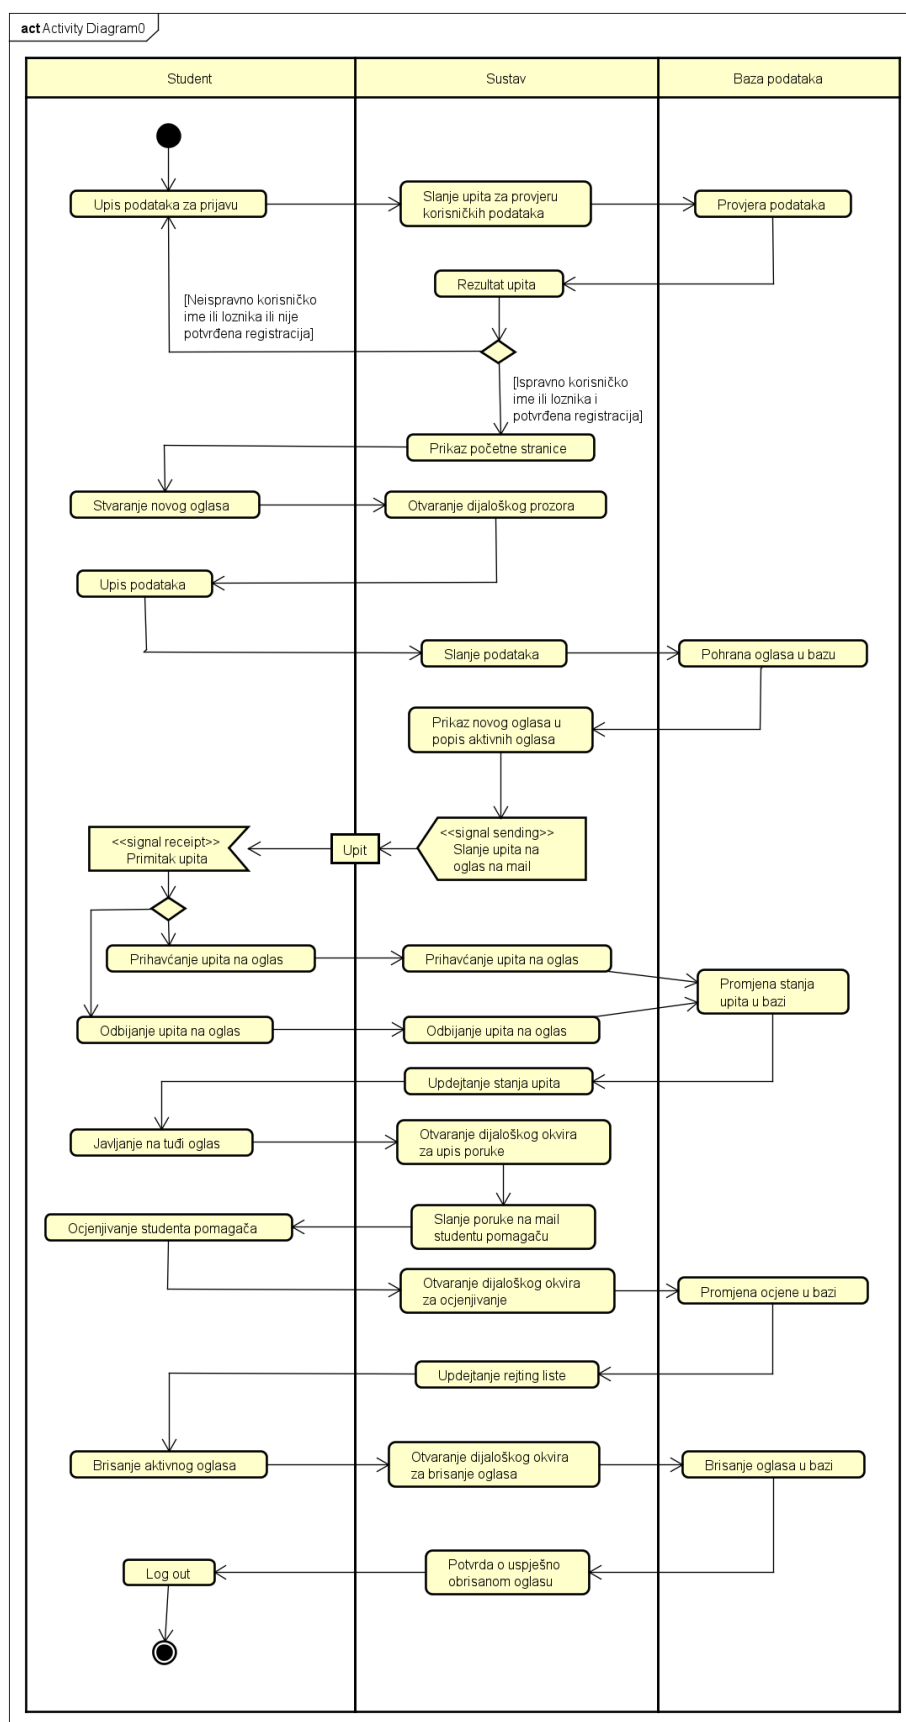 act Activity Diagram0
Student
Sustav
Baza podataka
Upis podataka za prijavu
Slanje upita za provjeru
korisničkih podataka
Provjera podataka
Rezultat upita
[Neispravno korisničko
ime ili loznika ili nije
potvrđena registracija]
[Ispravno korisničko
ime ili loznika i
potvrđena registracija]
Prikaz početne stranice
Stvaranje novog oglasa
Otvaranje dijaloškog prozora
Upis podataka
Slanje podataka
Pohrana oglasa u bazu
Prikaz novog oglasa u
popis aktivnih oglasa
<<signal receipt>>
Primitak upita
Upit
<<signal sending>>
Slanje upita na
oglas na mail
Prihavćanje upita na oglas
Prihavćanje upita na oglas
Promjena stanja
upita u bazi
Odbijanje upita na oglas
Odbijanje upita na oglas
Updejtanje stanja upita
Javljanje na tuđi oglas
Otvaranje dijaloškog okvira
za upis poruke
Ocjenjivanje studenta pomagača
Slanje poruke na mail
studentu pomagaču
Otvaranje dijaloškog okvira
za ocjenjivanje
Promjena ocjene u bazi
Updejtanje rejting liste
Brisanje aktivnog oglasa
Otvaranje dijaloškog okvira
za brisanje oglasa
Brisanje oglasa u bazi
Potvrda o uspješno
obrisanom oglasu
Log out